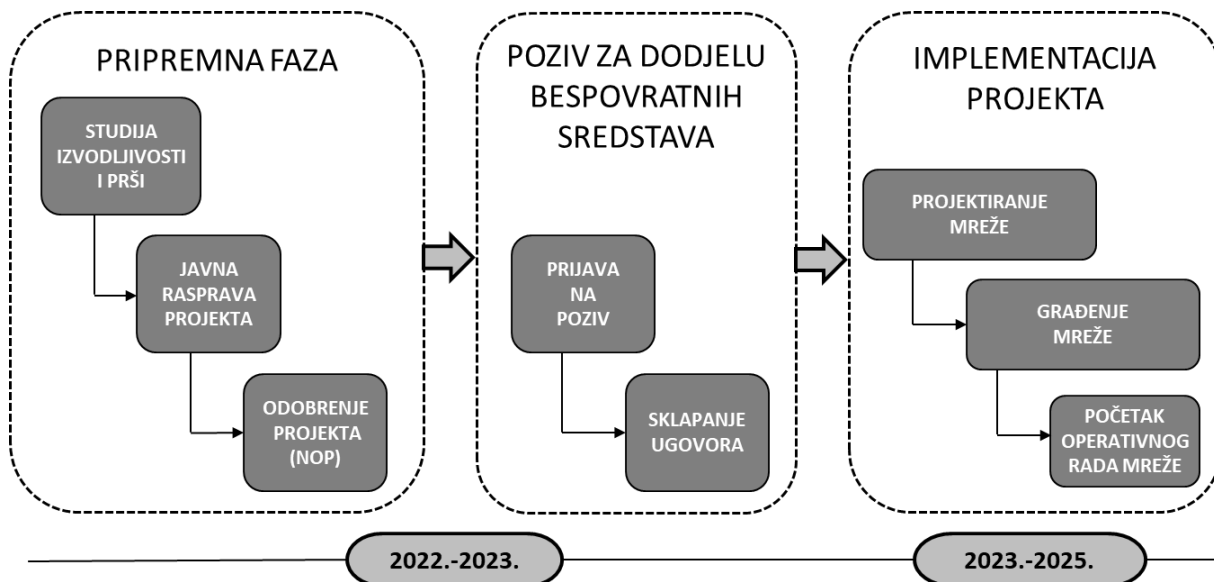 PRIPREMNA FAZA
STUDIJA
IZVODLJIVOSTI
I PRŠI
JAVNA
RASPRAVA
PROJEKTA
ODOBRENJE
PROJEKTA
(NOP)
POZIV ZA DODJELU
BESPOVRATNIH
SREDSTAVA
PRIJAVA
NA
POZIV
SKLAPANJE
UGOVORA
IMPLEMENTACIJA
PROJEKTA
PROJEKTIRANJE
MREŽE
GRAĐENJE
MREŽE
POČETAK
OPERATIVNOG
RADA MREŽE
2022.-2023.
2023.-2025.